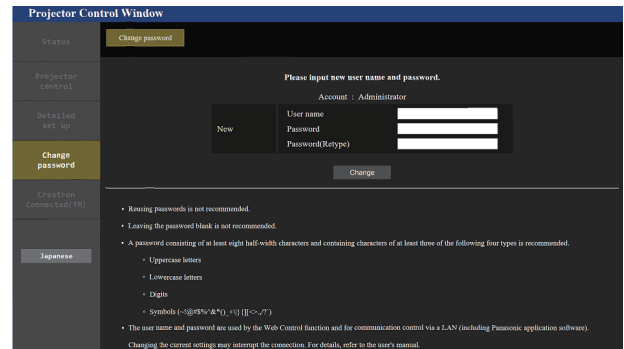 Projector Control Window
Status
Change password
Projector
control
Detailed
set up
Change
password
Crestron
Connected(TM)
Japanese
Please input new user name and password.
Account : Administrator
New
User name
Password
Password(Retype)
Change
• Reusing passwords is not recommended.
• Leaving the password blank is not recommended.
• A password consisting of at least eight half-width characters and containing characters of at least three of the following four types is recommended.
◦ Uppercase letters
◦ Lowercase letters
◦ Digits
◦ Symbols (~!@#$%^&*()_+\|} {][<>.,/?`)
• The user name and password are used by the Web Control function and for communication control via a LAN (including Panasonic application software).
Changing the current settings may interrupt the connection. For details, refer to the user's manual.